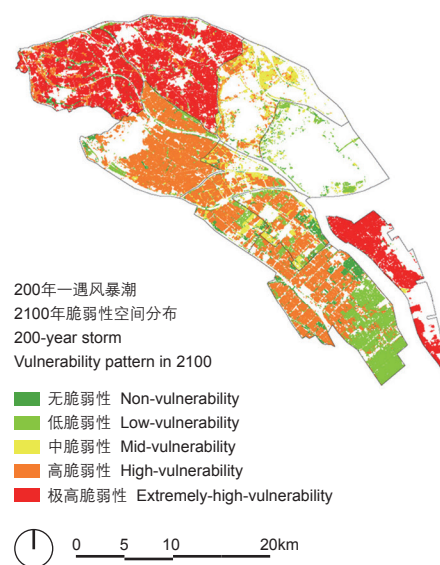 200年一遇风暴潮
2100年脆弱性空间分布
200-year storm
Vulnerability pattern in 2100
无脆弱性 Non-vulnerability
低脆弱性 Low-vulnerability
中脆弱性 Mid-vulnerability
高脆弱性 High-vulnerability
极高脆弱性 Extremely-high-vulnerability
0 5 10 20km